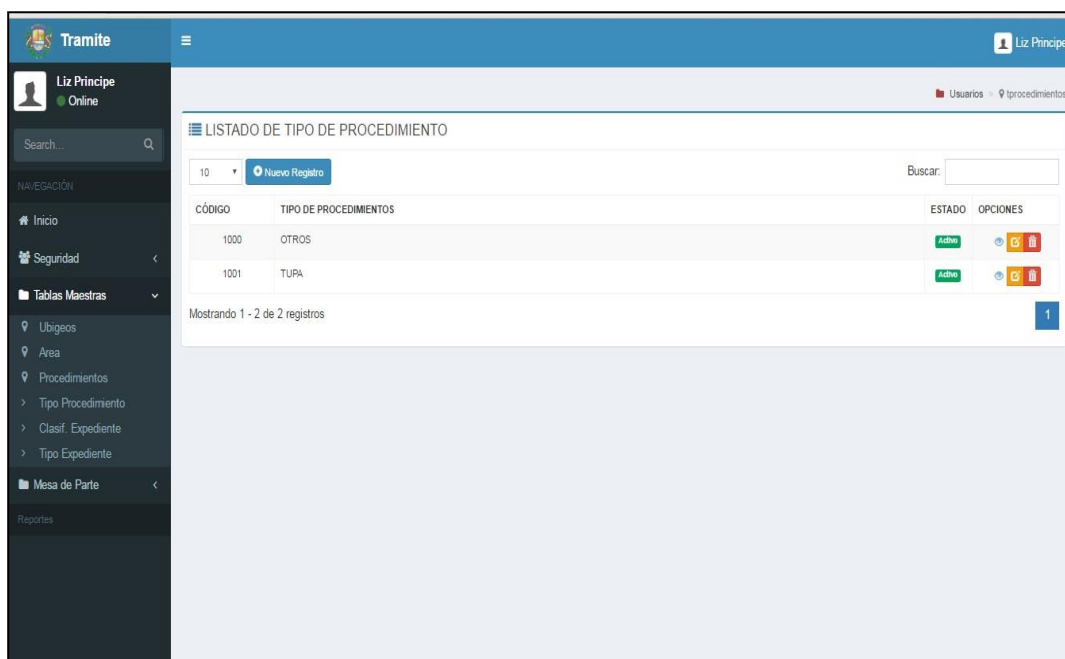 Tramite
Liz Principe
Liz Principe
Online
Usuarios > tprocedimientos
Search...
LISTADO DE TIPO DE PROCEDIMIENTO
10
Nuevo Registro
Buscar:
NAVEGACIÓN
CÓDIGO TIPO DE PROCEDIMIENTOS ESTADO OPCIONES
Inicio
1000 OTROS Activo
Seguridad
1001 TUPA Activo
Tablas Maestras
Mostrando 1 - 2 de 2 registros
1
Ubigeos
Area
Procedimientos
Tipo Procedimiento
Clasif. Expediente
Tipo Expediente
Mesa de Parte
Reportes